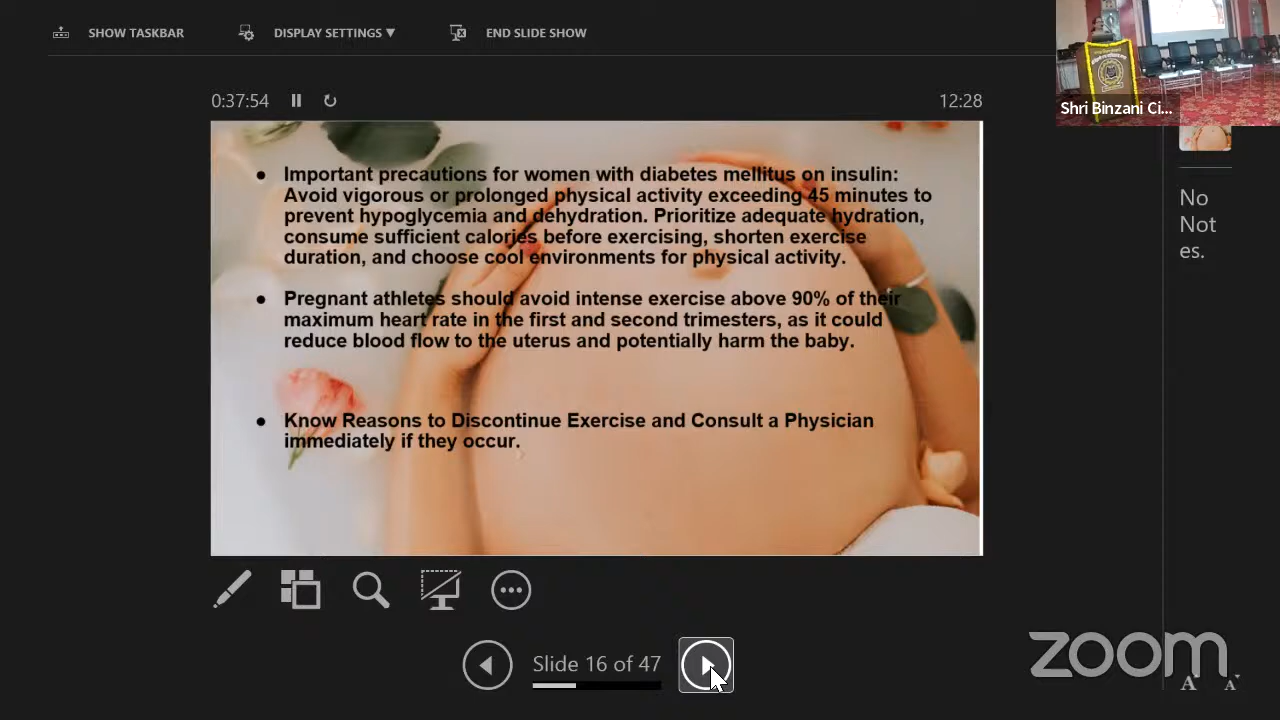 SHOW TASKBAR
DISPLAY SETTINGS ▼
END SLIDE SHOW
Shri Binzani Ci...
0:37:54
12:28
● Important precautions for women with diabetes mellitus on insulin:
Avoid vigorous or prolonged physical activity exceeding 45 minutes to
prevent hypoglycemia and dehydration. Prioritize adequate hydration,
consume sufficient calories before exercising, shorten exercise
duration, and choose cool environments for physical activity.
● Pregnant athletes should avoid intense exercise above 90% of their
maximum heart rate in the first and second trimesters, as it could
reduce blood flow to the uterus and potentially harm the baby.
● Know Reasons to Discontinue Exercise and Consult a Physician
immediately if they occur.
No
Not
es.
Slide 16 of 47
zoom
A A